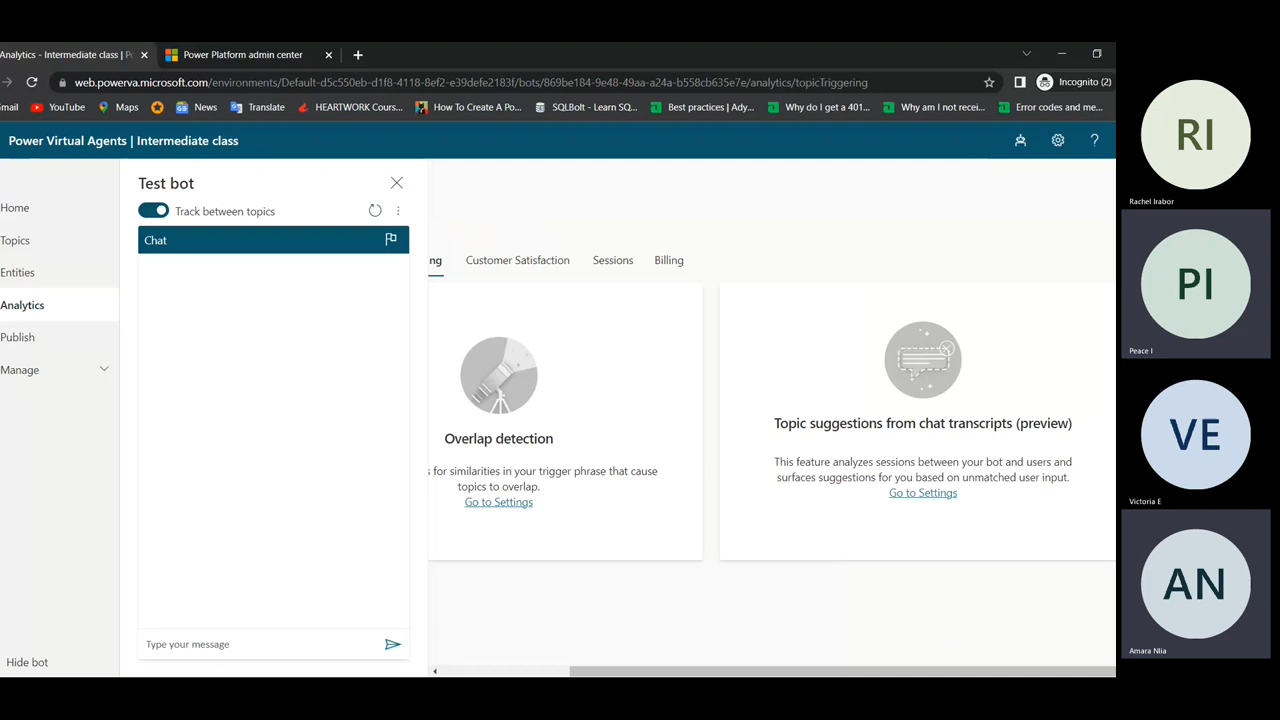 Analytics - Intermediate class | P
Power Platform admin center
web.powerva.microsoft.com/environments/Default-d5c550eb-d1f8-4118-8ef2-e39defe2183f/bots/869be184-9e48-49aa-a24a-b558cb635e7e/analytics/topicTriggering
Incognito (2)
mail
YouTube
Maps
News
Translate
HEARTWORK Cours...
How To Create A Po...
SQLBolt - Learn SQ...
Best practices | Ady...
Why do I get a 401...
Why am I not recei...
Error codes and me...
Power Virtual Agents | Intermediate class
Home
Topics
Entities
Analytics
Publish
Manage
Hide bot
Test bot
Track between topics
Chat
Type your message
ng
Customer Satisfaction
Sessions
Billing
Overlap detection
s for similarities in your trigger phrase that cause
topics to overlap.
Go to Settings
Topic suggestions from chat transcripts (preview)
This feature analyzes sessions between your bot and users and
surfaces suggestions for you based on unmatched user input.
Go to Settings
RI
Rachel Irabor
PI
Peace I
VE
Victoria E
AN
Amara Nlia